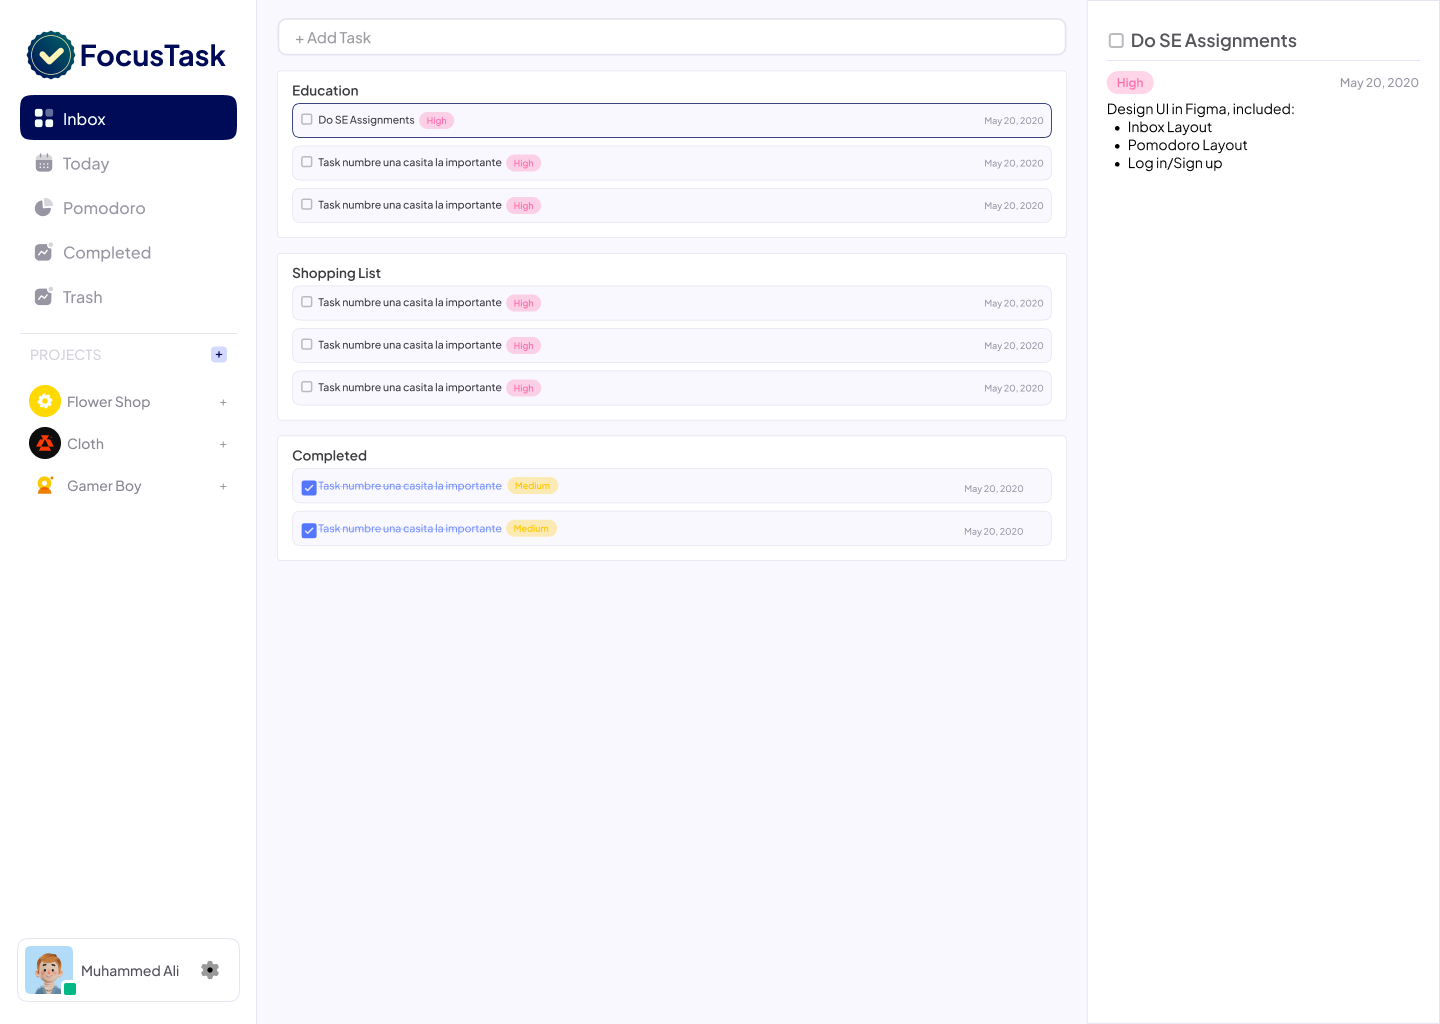 FocusTask
Inbox
Today
Pomodoro
Completed
Trash
PROJECTS +
Flower Shop +
Cloth +
Gamer Boy +
Muhammed Ali
+ Add Task
Education
Do SE Assignments High May 20, 2020
Task numbre una casita la importante High May 20, 2020
Task numbre una casita la importante High May 20, 2020
Shopping List
Task numbre una casita la importante High May 20, 2020
Task numbre una casita la importante High May 20, 2020
Task numbre una casita la importante High May 20, 2020
Completed
Task numbre una casita la importante Medium May 20, 2020
Task numbre una casita la importante Medium May 20, 2020
Do SE Assignments
High May 20, 2020
Design UI in Figma, included:
• Inbox Layout
• Pomodoro Layout
• Log in/Sign up